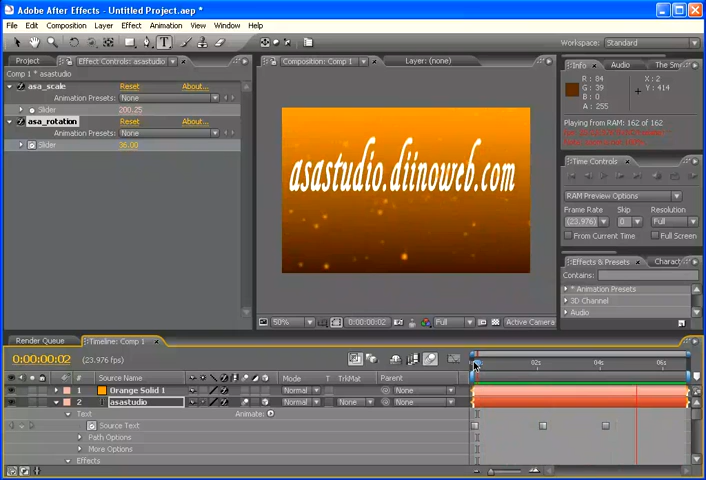 Adobe After Effects - Untitled Project.aep *
File Edit Composition Layer Effect Animation View Window Help
Workspace: Standard
Project Effect Controls: asastudio
Comp 1 * asastudio
asa_scale Reset About...
Animation Presets: None
Slider 200.25
asa_rotation Reset About...
Animation Presets: None
Slider 36.00
Composition: Comp 1 Layer: (none)
asastudio.diinoweb.com
50% 0:00:00:02 Full Active Camera
Info Audio The Sm
R: 84
G: 39
B: 0
A: 255
X: 2
Y: 414
Playing from RAM: 162 of 162
Time Controls
RAM Preview Options
Frame Rate Skip Resolution
(23.976) 0 Full
From Current Time Full Screen
Effects & Presets Charact
Contains:
* Animation Presets
3D Channel
Audio
Render Queue Timeline: Comp 1
0:00:00:02 (23.976 fps)
# Source Name Mode T TrkMat Parent
02s 04s 06s
1 Orange Solid 1 Normal None
2 asastudio Normal None None
Text Animate:
Source Text
Path Options
More Options
Effects